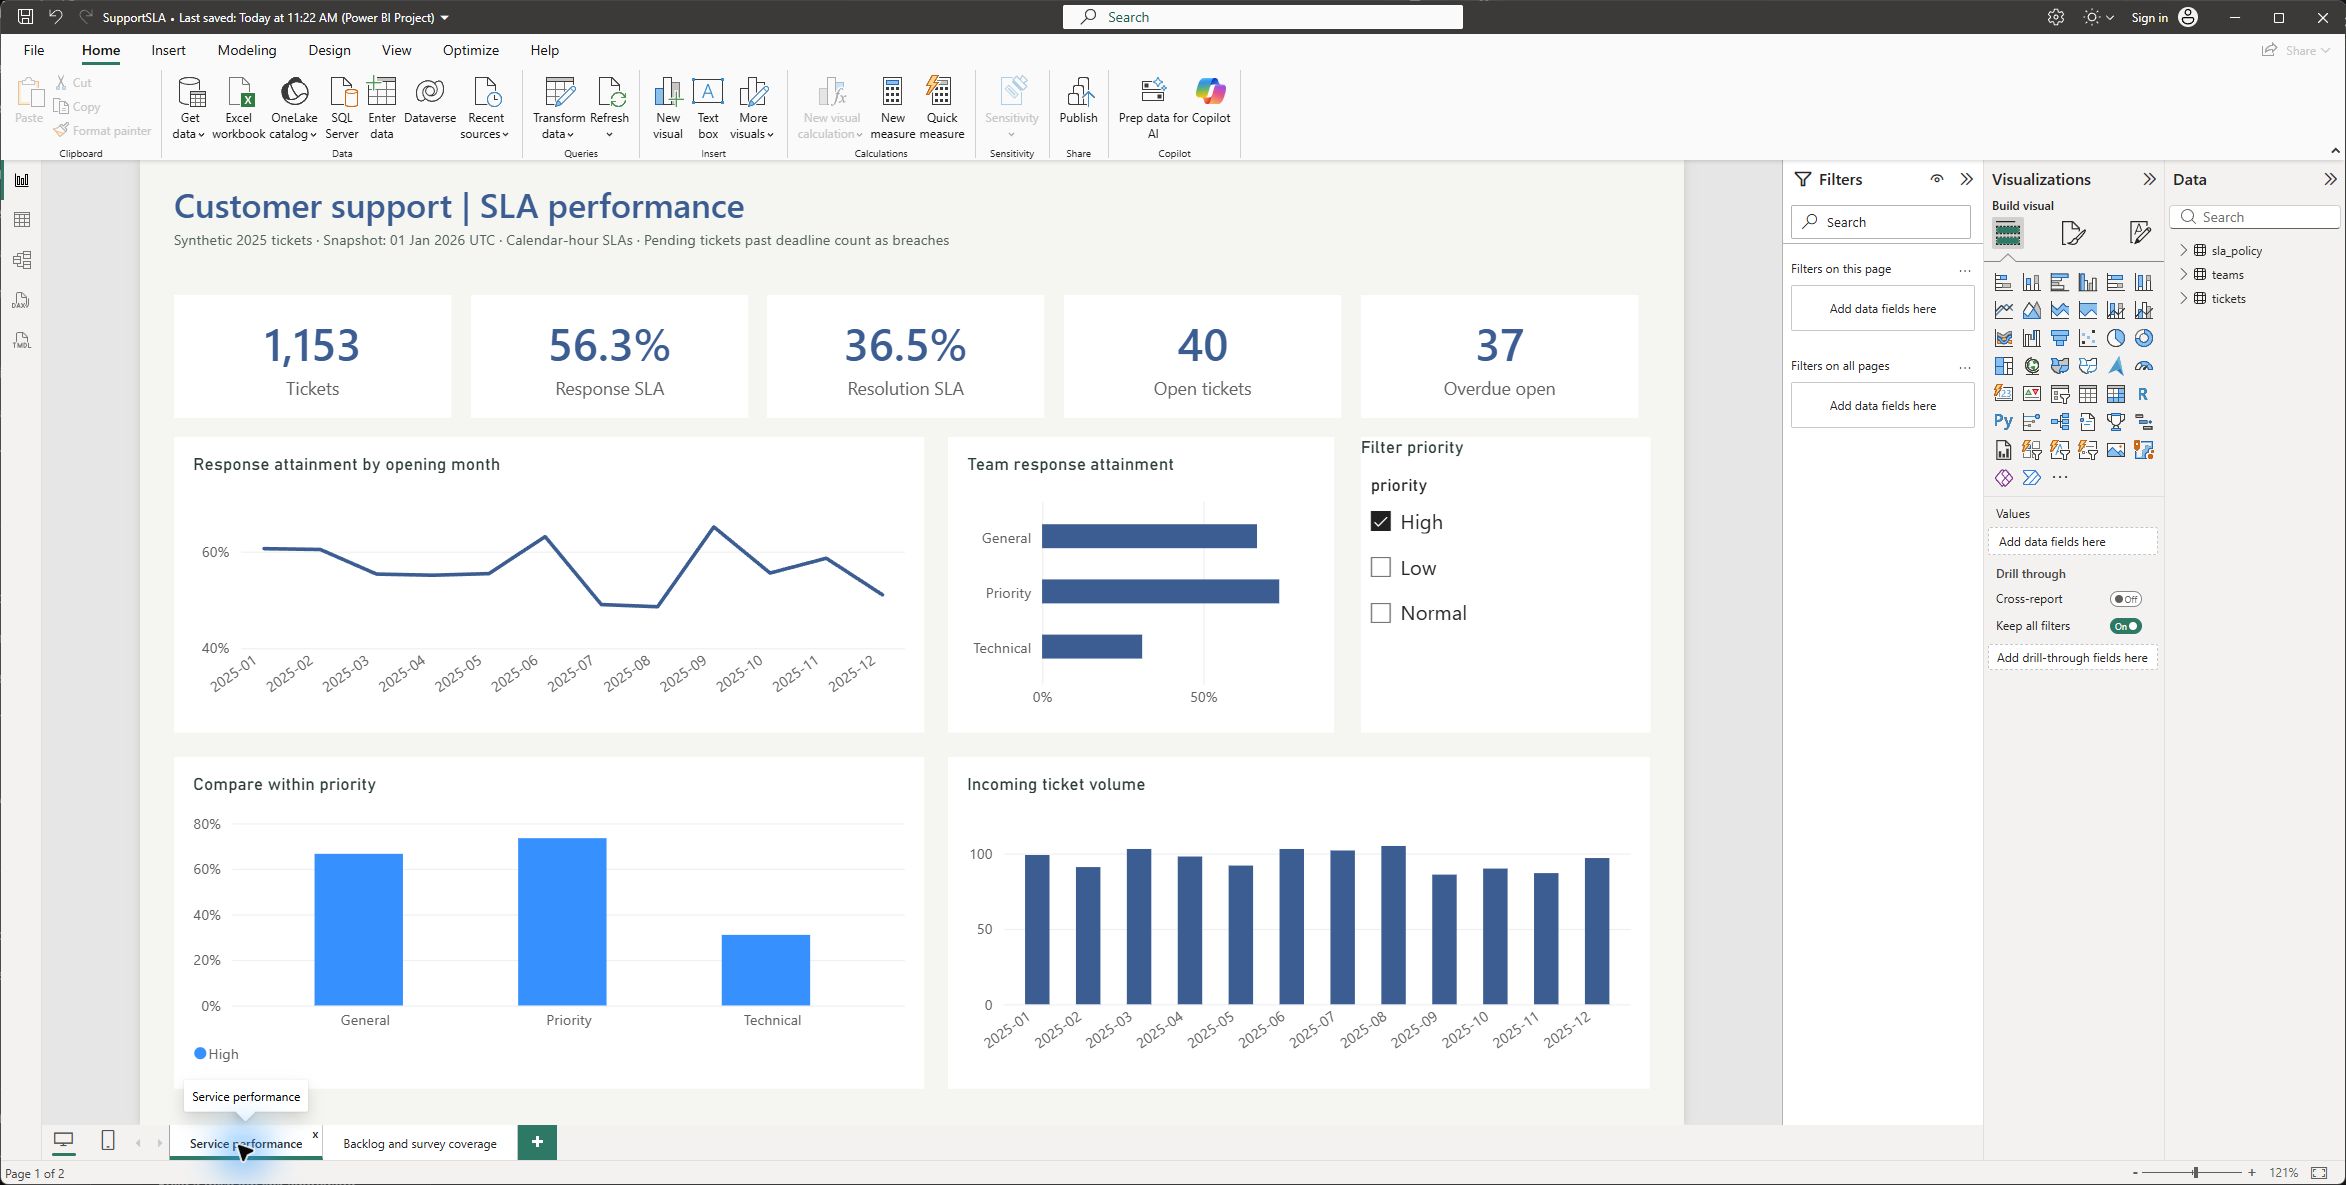 SupportSLA • Last saved: Today at 11:22 AM (Power BI Project)
Search
Sign in
File
Home
Insert
Modeling
Design
View
Optimize
Help
Share
Paste
Cut
Copy
Format painter
Clipboard
Get data
Excel workbook
OneLake catalog
SQL Server
Enter data
Dataverse
Recent sources
Data
Transform data
Refresh
Queries
New visual
Text box
More visuals
Insert
New visual calculation
New measure
Quick measure
Calculations
Sensitivity
Sensitivity
Publish
Share
Prep data for AI
Copilot
Copilot
DAX
TMDL
Customer support | SLA performance
Synthetic 2025 tickets · Snapshot: 01 Jan 2026 UTC · Calendar-hour SLAs · Pending tickets past deadline count as breaches
1,153
Tickets
56.3%
Response SLA
36.5%
Resolution SLA
40
Open tickets
37
Overdue open
Response attainment by opening month
60%
40%
2025-01
2025-02
2025-03
2025-04
2025-05
2025-06
2025-07
2025-08
2025-09
2025-10
2025-11
2025-12
Team response attainment
General
Priority
Technical
0%
50%
Filter priority
priority
High
Low
Normal
Compare within priority
80%
60%
40%
20%
0%
General
Priority
Technical
High
Incoming ticket volume
100
50
0
2025-01
2025-02
2025-03
2025-04
2025-05
2025-06
2025-07
2025-08
2025-09
2025-10
2025-11
2025-12
Filters
Search
Filters on this page
Add data fields here
Filters on all pages
Add data fields here
Visualizations
Build visual
123
R
Py
Values
Add data fields here
Drill through
Cross-report
Off
Keep all filters
On
Add drill-through fields here
Data
Search
sla_policy
teams
tickets
Service performance
Service performance
x
Backlog and survey coverage
+
Page 1 of 2
-
+
121%